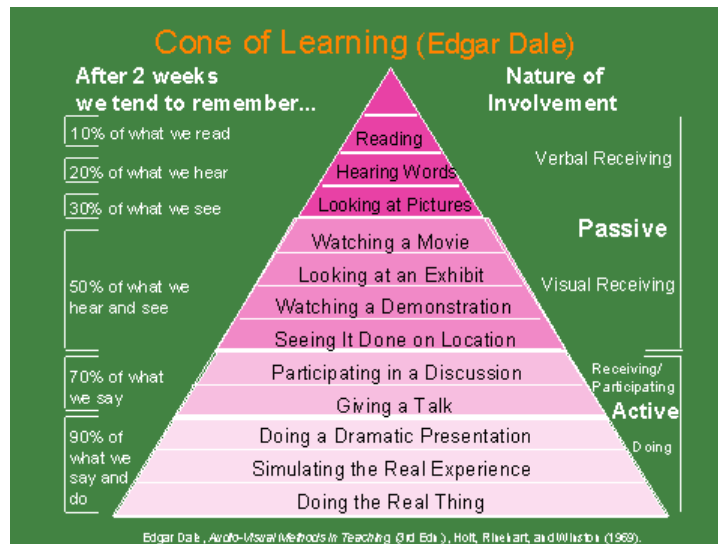 Cone of Learning (Edgar Dale)
After 2 weeks
we tend to remember...
Nature of
Involvement
10% of what we read
Reading
Verbal Receiving
20% of what we hear
Hearing Words
30% of what we see
Looking at Pictures
Passive
Watching a Movie
Looking at an Exhibit
50% of what we
hear and see
Visual Receiving
Watching a Demonstration
Seeing It Done on Location
70% of what
we say
Participating in a Discussion
Receiving/
Participating
Giving a Talk
Active
90% of
what we
say and
do
Doing a Dramatic Presentation
Doing
Simulating the Real Experience
Doing the Real Thing
Edgar Dale, Audio-Visual Methods in Teaching (3rd Edn.), Holt, Rinehart, and Winston (1969).